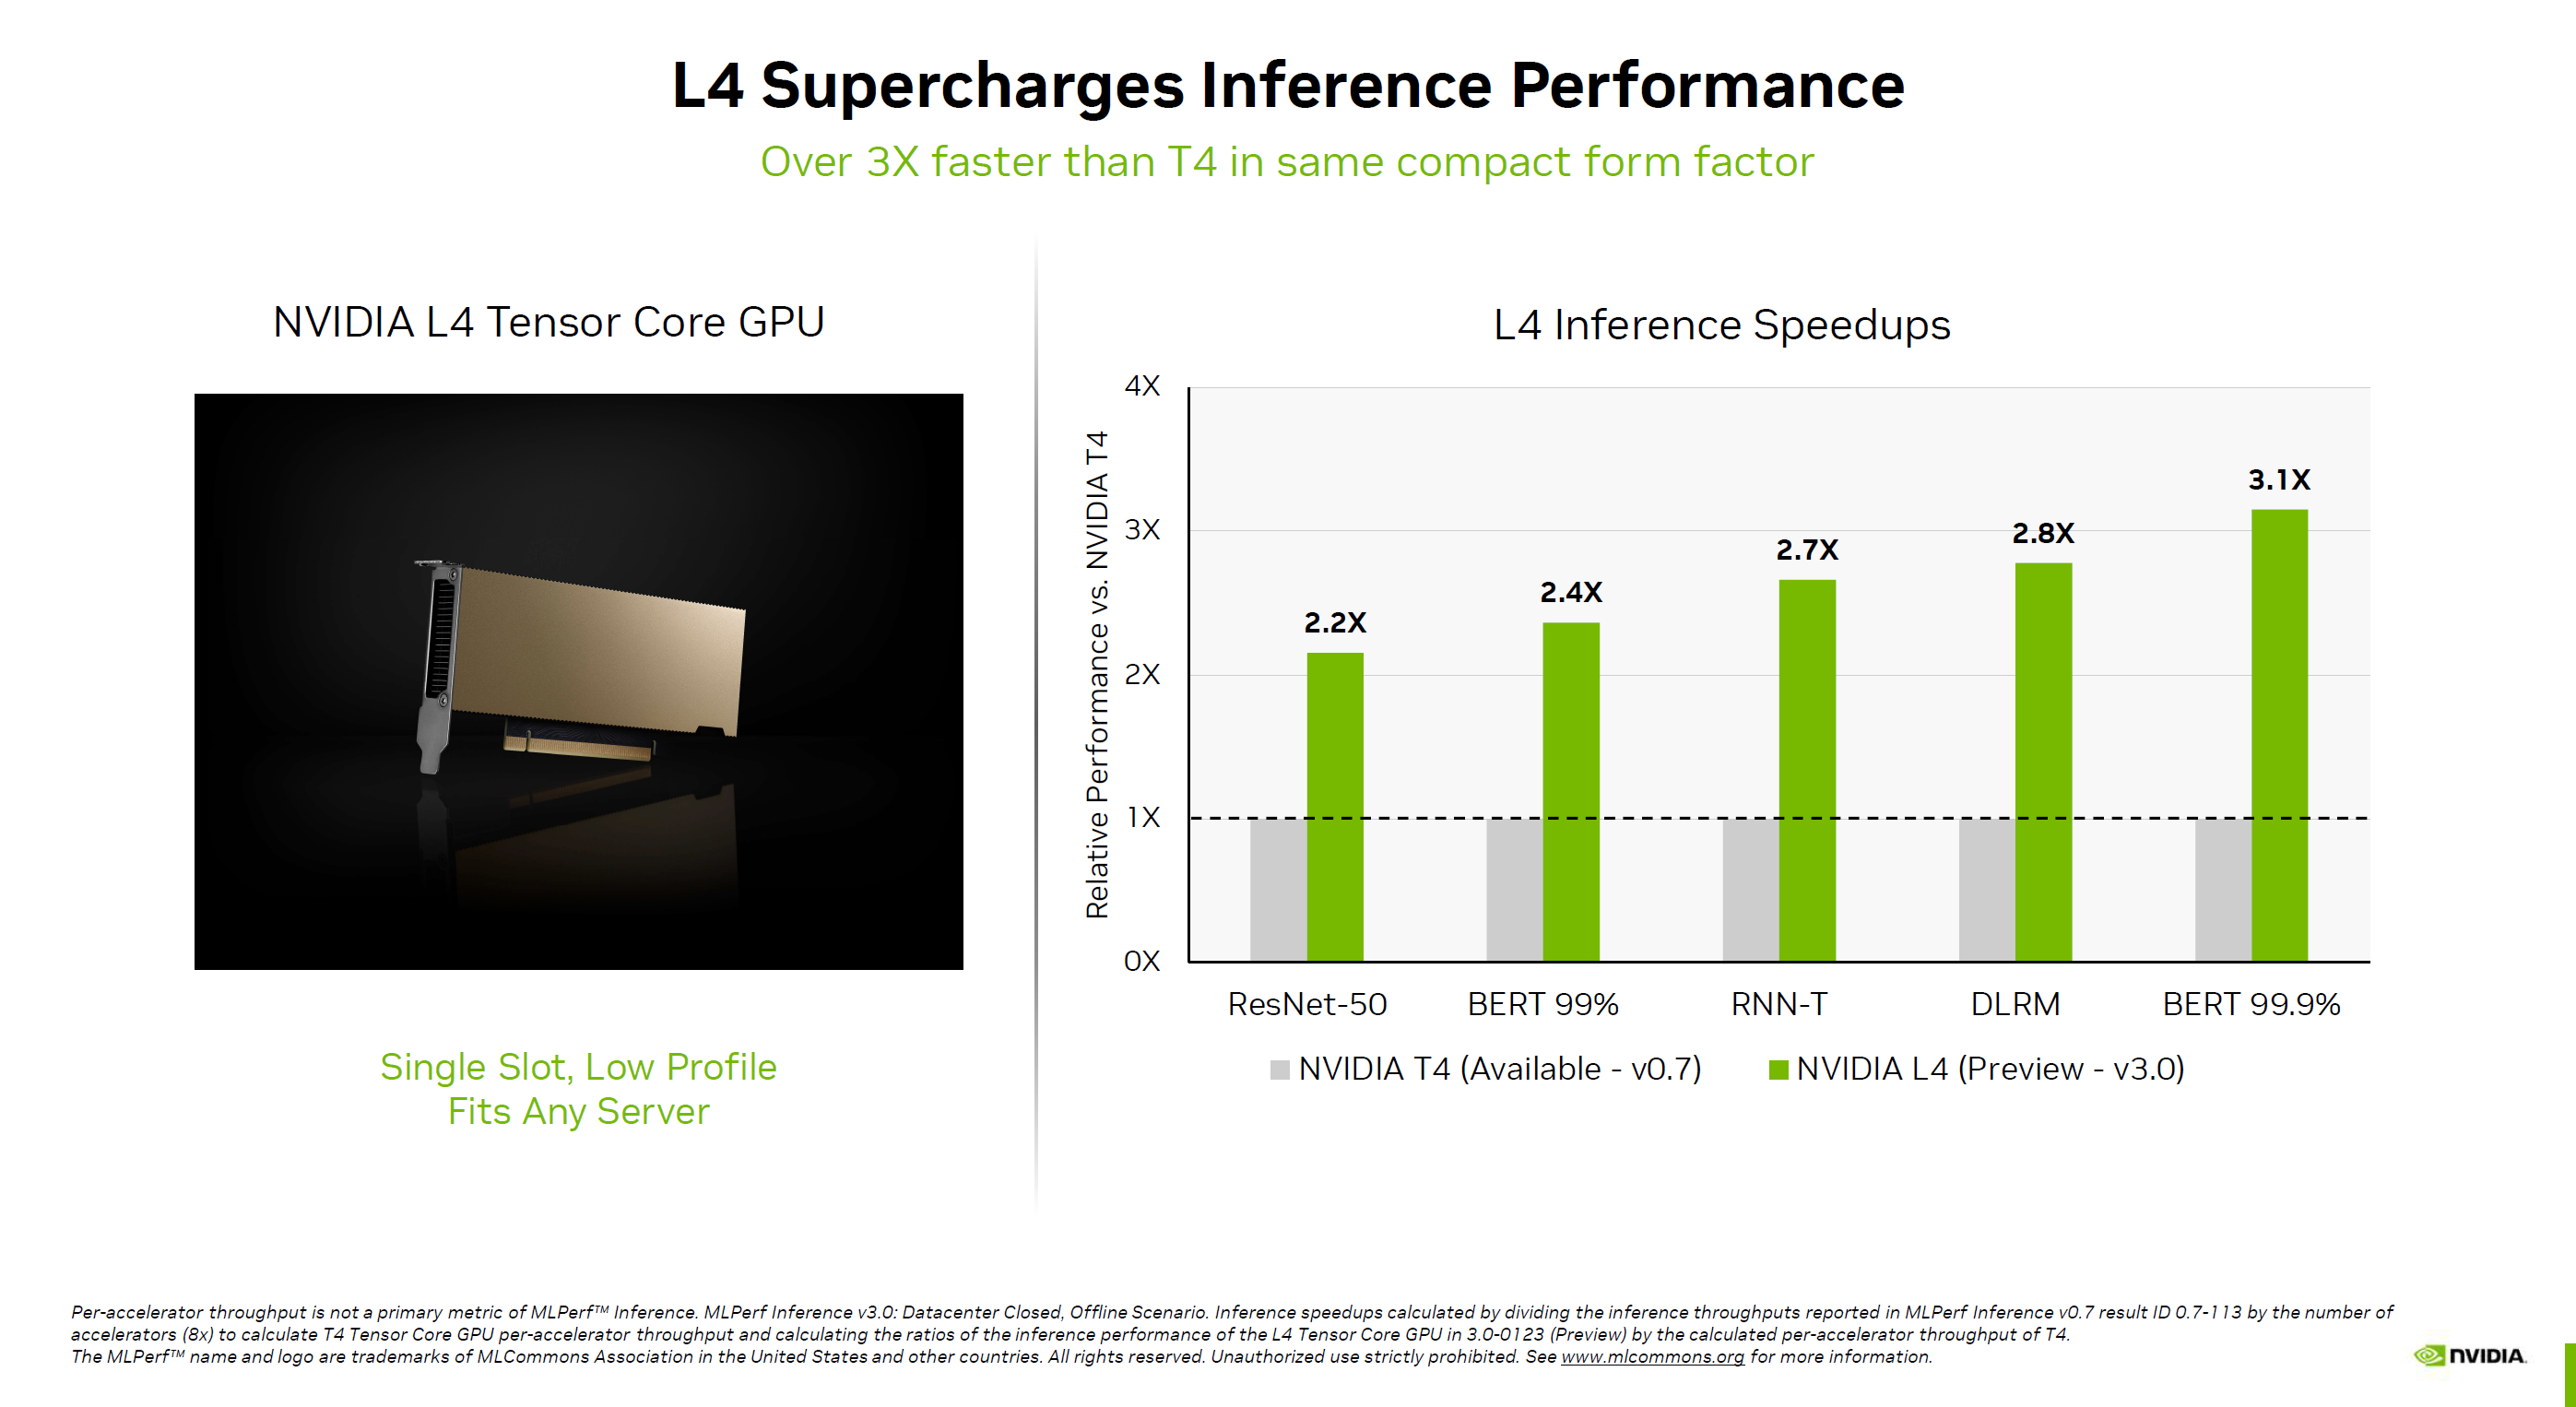 L4 Supercharges Inference Performance
Over 3X faster than T4 in same compact form factor
NVIDIA L4 Tensor Core GPU
Single Slot, Low Profile
Fits Any Server
L4 Inference Speedups
Relative Performance vs. NVIDIA T4
4X
3X
2X
1X
0X
2.2X
2.4X
2.7X
2.8X
3.1X
ResNet-50
BERT 99%
RNN-T
DLRM
BERT 99.9%
NVIDIA T4 (Available - v0.7)
NVIDIA L4 (Preview - v3.0)
Per-accelerator throughput is not a primary metric of MLPerf™ Inference. MLPerf Inference v3.0: Datacenter Closed, Offline Scenario. Inference speedups calculated by dividing the inference throughputs reported in MLPerf Inference v0.7 result ID 0.7-113 by the number of
accelerators (8x) to calculate T4 Tensor Core GPU per-accelerator throughput and calculating the ratios of the inference performance of the L4 Tensor Core GPU in 3.0-0123 (Preview) by the calculated per-accelerator throughput of T4.
The MLPerf™ name and logo are trademarks of MLCommons Association in the United States and other countries. All rights reserved. Unauthorized use strictly prohibited. See www.mlcommons.org for more information.
NVIDIA.